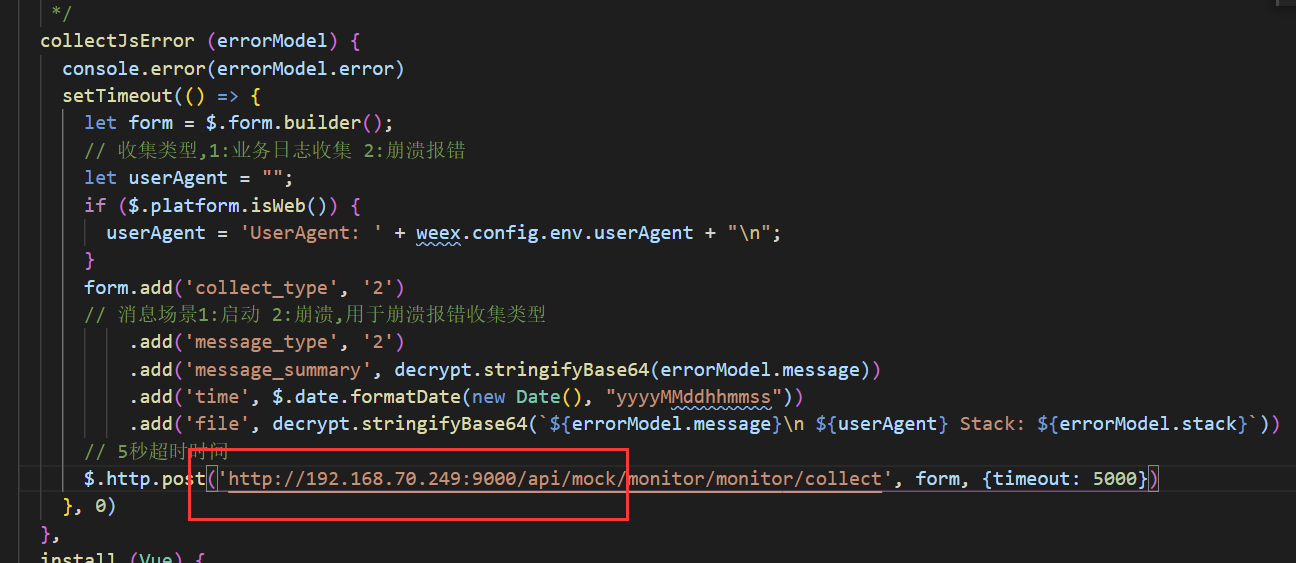 */
collectJsError (errorModel) {
console.error(errorModel.error)
setTimeout(() => {
let form = $.form.builder();
// 收集类型,1:业务日志收集 2:崩溃报错
let userAgent = "";
if ($.platform.isWeb()) {
userAgent = 'UserAgent: ' + weex.config.env.userAgent + "\n";
}
form.add('collect_type', '2')
// 消息场景1:启动 2:崩溃,用于崩溃报错收集类型
.add('message_type', '2')
.add('message_summary', decrypt.stringifyBase64(errorModel.message))
.add('time', $.date.formatDate(new Date(), "yyyyMMddhhmmss"))
.add('file', decrypt.stringifyBase64(`${errorModel.message}\n ${userAgent} Stack: ${errorModel.stack}`))
// 5秒超时时间
$.http.post('http://192.168.70.249:9000/api/mock/monitor/monitor/collect', form, {timeout: 5000})
}, 0)
},
install (Vue) {